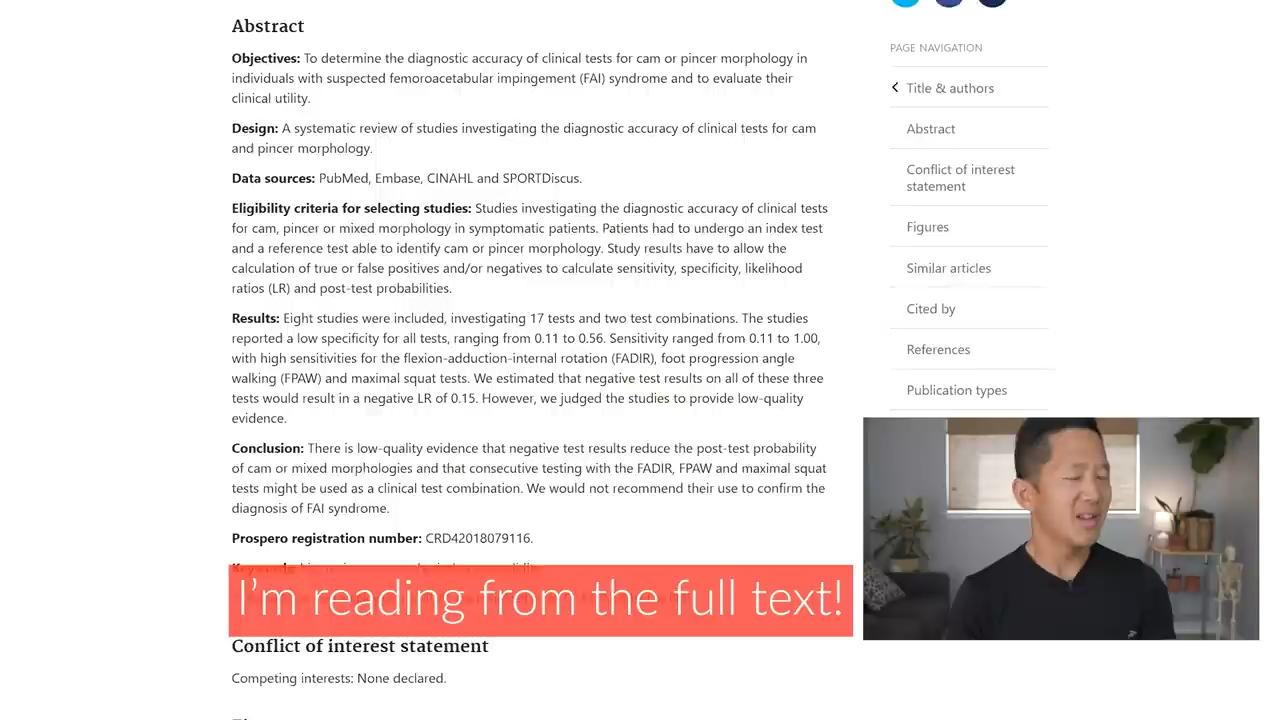 Abstract
Objectives: To determine the diagnostic accuracy of clinical tests for cam or pincer morphology in
individuals with suspected femoroacetabular impingement (FAI) syndrome and to evaluate their
clinical utility.
Design: A systematic review of studies investigating the diagnostic accuracy of clinical tests for cam
and pincer morphology.
Data sources: PubMed, Embase, CINAHL and SPORTDiscus.
Eligibility criteria for selecting studies: Studies investigating the diagnostic accuracy of clinical tests
for cam, pincer or mixed morphology in symptomatic patients. Patients had to undergo an index test
and a reference test able to identify cam or pincer morphology. Study results have to allow the
calculation of true or false positives and/or negatives to calculate sensitivity, specificity, likelihood
ratios (LR) and post-test probabilities.
Results: Eight studies were included, investigating 17 tests and two test combinations. The studies
reported a low specificity for all tests, ranging from 0.11 to 0.56. Sensitivity ranged from 0.11 to 1.00,
with high sensitivities for the flexion-adduction-internal rotation (FADIR), foot progression angle
walking (FPAW) and maximal squat tests. We estimated that negative test results on all of these three
tests would result in a negative LR of 0.15. However, we judged the studies to provide low-quality
evidence.
Conclusion: There is low-quality evidence that negative test results reduce the post-test probability
of cam or mixed morphologies and that consecutive testing with the FADIR, FPAW and maximal squat
tests might be used as a clinical test combination. We would not recommend their use to confirm the
diagnosis of FAI syndrome.
Prospero registration number: CRD42018079116.
I'm reading from the full text!
Conflict of interest statement
Competing interests: None declared.
PAGE NAVIGATION
Title & authors
Abstract
Conflict of interest
statement
Figures
Similar articles
Cited by
References
Publication types